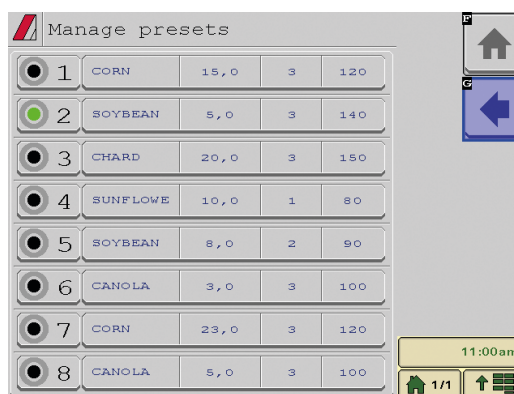 Manage presets
F
1 CORN 15,0 3 120
G
2 SOYBEAN 5,0 3 140
3 CHARD 20,0 3 150
4 SUNFLOWE 10,0 1 80
5 SOYBEAN 8,0 2 90
6 CANOLA 3,0 3 100
7 CORN 23,0 3 120
8 CANOLA 5,0 3 100
11:00am
1/1